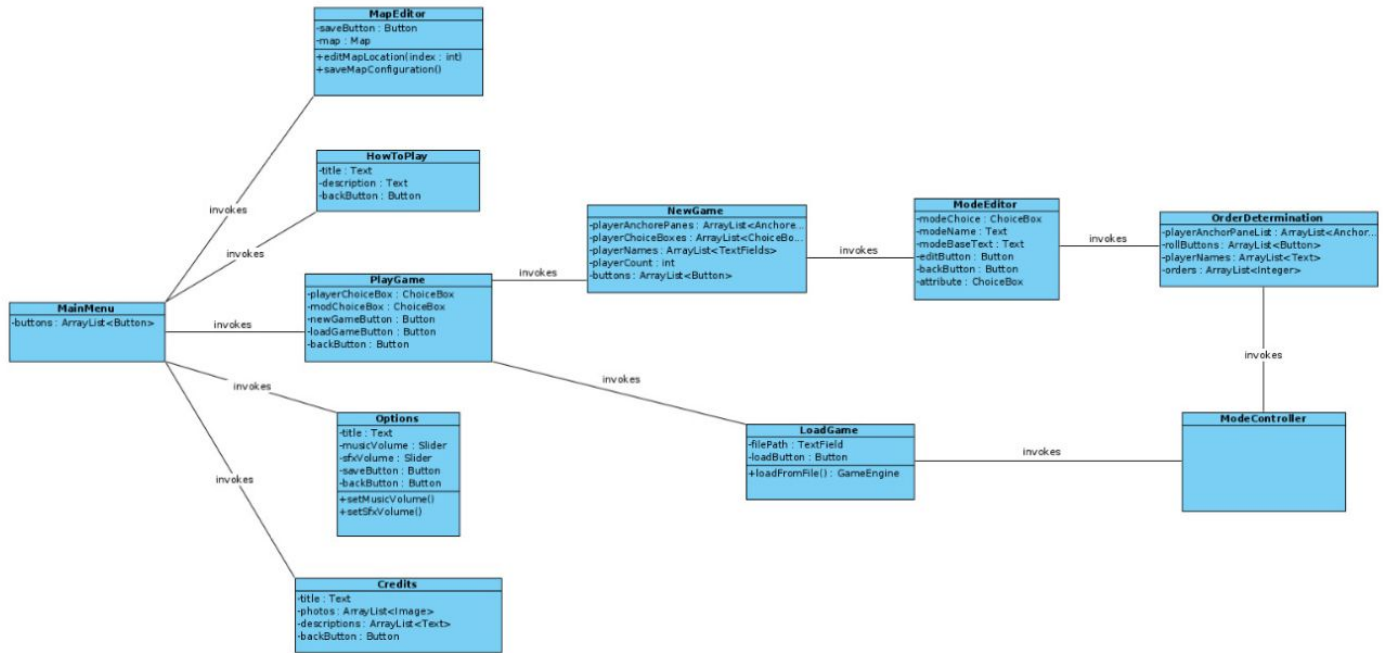 MapEditor
-saveButton : Button
-map : Map
+editMapLocation(index : int)
+saveMapConfiguration()
invokes
HowToPlay
-title : Text
-description : Text
-backButton : Button
invokes
MainMenu
-buttons : ArrayList<Button>
invokes
PlayGame
-playerChoiceBox : ChoiceBox
-modChoiceBox : ChoiceBox
-newGameButton : Button
-loadGameButton : Button
-backButton : Button
invokes
NewGame
-playerAnchorePanes : ArrayList<Anchore...
-playerChoiceBoxes : ArrayList<ChoiceBo...
-playerNames : ArrayList<TextFields>
-playerCount : int
-buttons : ArrayList<Button>
invokes
ModeEditor
-modeChoice : ChoiceBox
-modeName : Text
-modeBaseText : Text
-editButton : Button
-backButton : Button
-attribute : ChoiceBox
invokes
OrderDetermination
-playerAnchorPaneList : ArrayList<Anchor...
-rollButtons : ArrayList<Button>
-playerNames : ArrayList<Text>
-orders : ArrayList<Integer>
invokes
invokes
Options
-title : Text
-musicVolume : Slider
-sfxVolume : Slider
-saveButton : Button
-backButton : Button
+setMusicVolume()
+setSfxVolume()
invokes
LoadGame
-filePath : TextField
-loadButton : Button
+loadFromFile() : GameEngine
invokes
ModeController
invokes
Credits
-title : Text
-photos : ArrayList<Image>
-descriptions : ArrayList<Text>
-backButton : Button